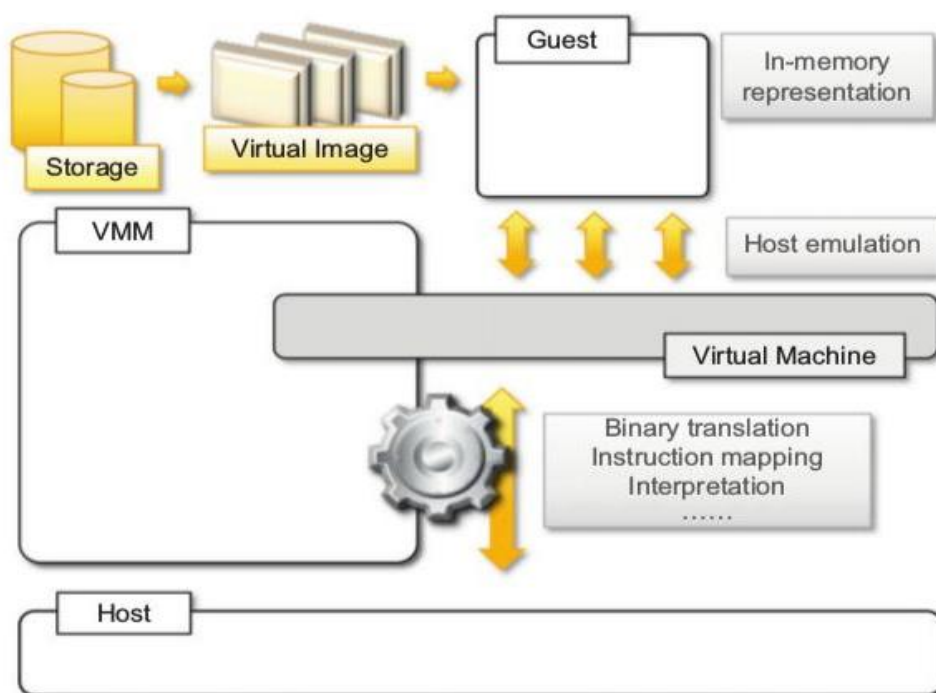 Guest
In-memory
representation
Virtual Image
Storage
VMM
Host emulation
Virtual Machine
Binary translation
Instruction mapping
Interpretation
......
Host